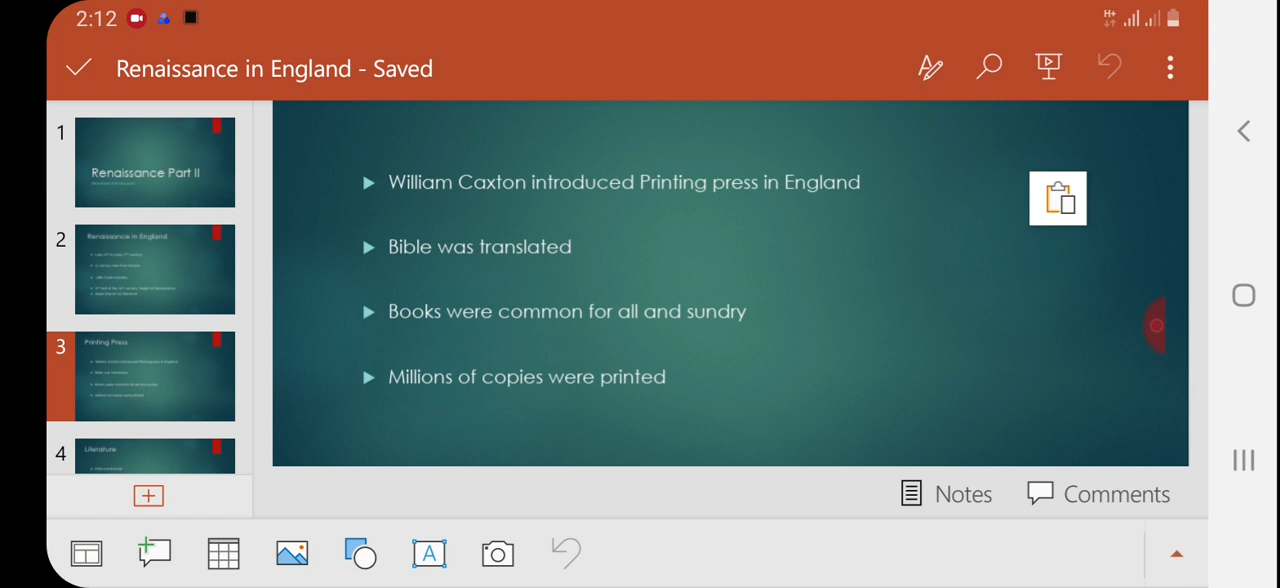 2:12
H+
Renaissance in England - Saved
1
Renaissance Part II
2
Renaissance in England
3
Printing Press
4
Literature
William Caxton introduced Printing press in England
Bible was translated
Books were common for all and sundry
Millions of copies were printed
Notes
Comments